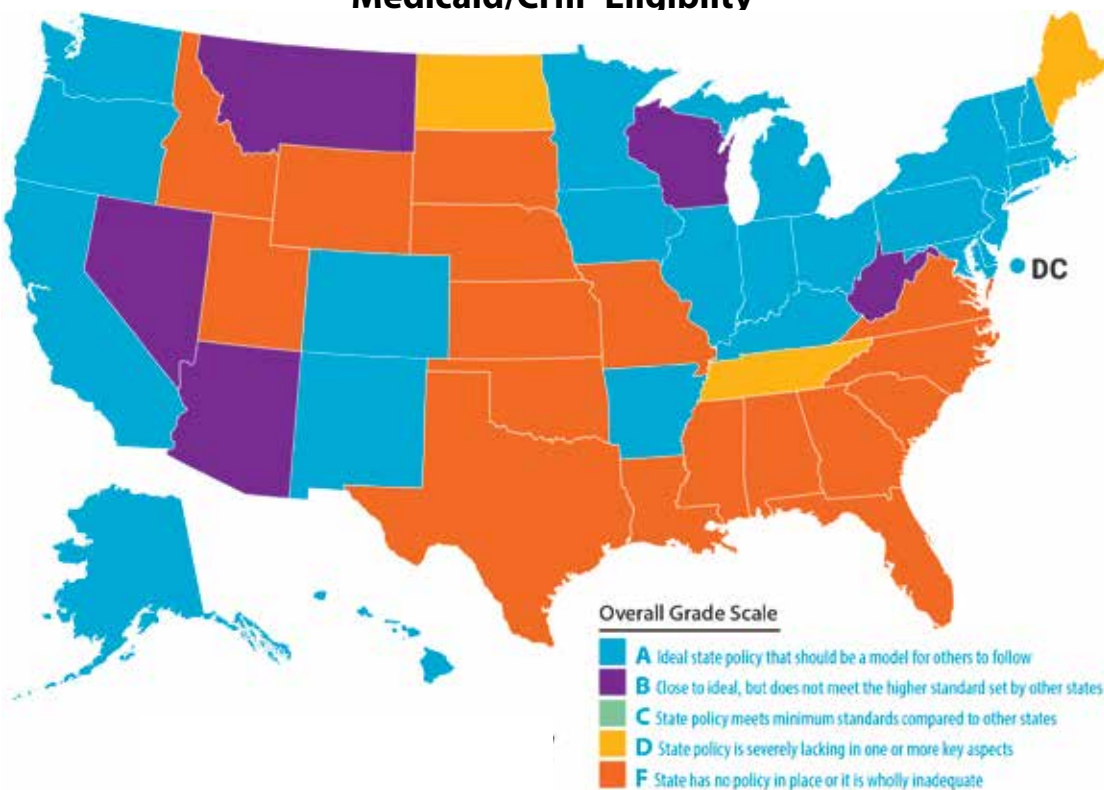 Medicaid/CHIP Eligiblity
DC
Overall Grade Scale
A Ideal state policy that should be a model for others to follow
B Close to ideal, but does not meet the higher standard set by other states
C State policy meets minimum standards compared to other states
D State policy is severely lacking in one or more key aspects
F State has no policy in place or it is wholly inadequate